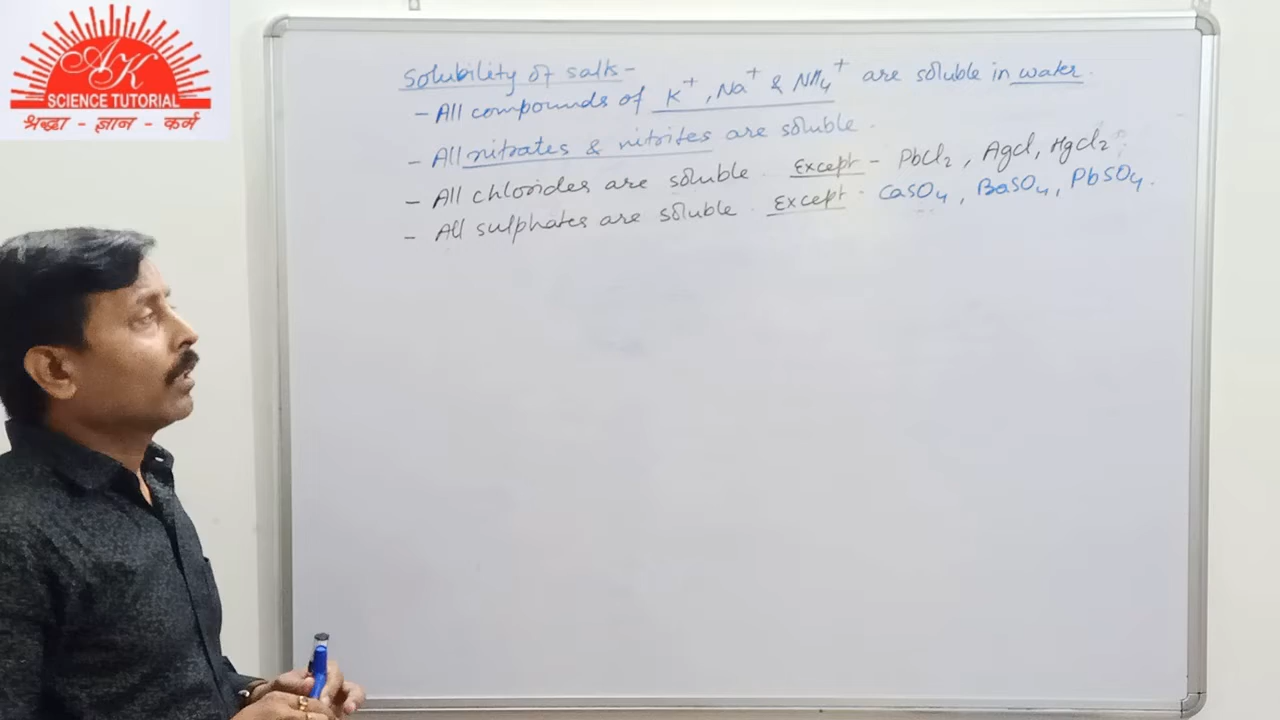 AK
SCIENCE TUTORIAL
श्रद्धा - ज्ञान - कर्म
Solubility of salts -
- All compounds of K⁺, Na⁺ & NH₄⁺ are soluble in water.
- All nitrates & nitrites are soluble.
- All chlorides are soluble. Except - PbCl₂, AgCl, HgCl₂.
- All sulphates are soluble. Except - CaSO₄, BaSO₄, PbSO₄.